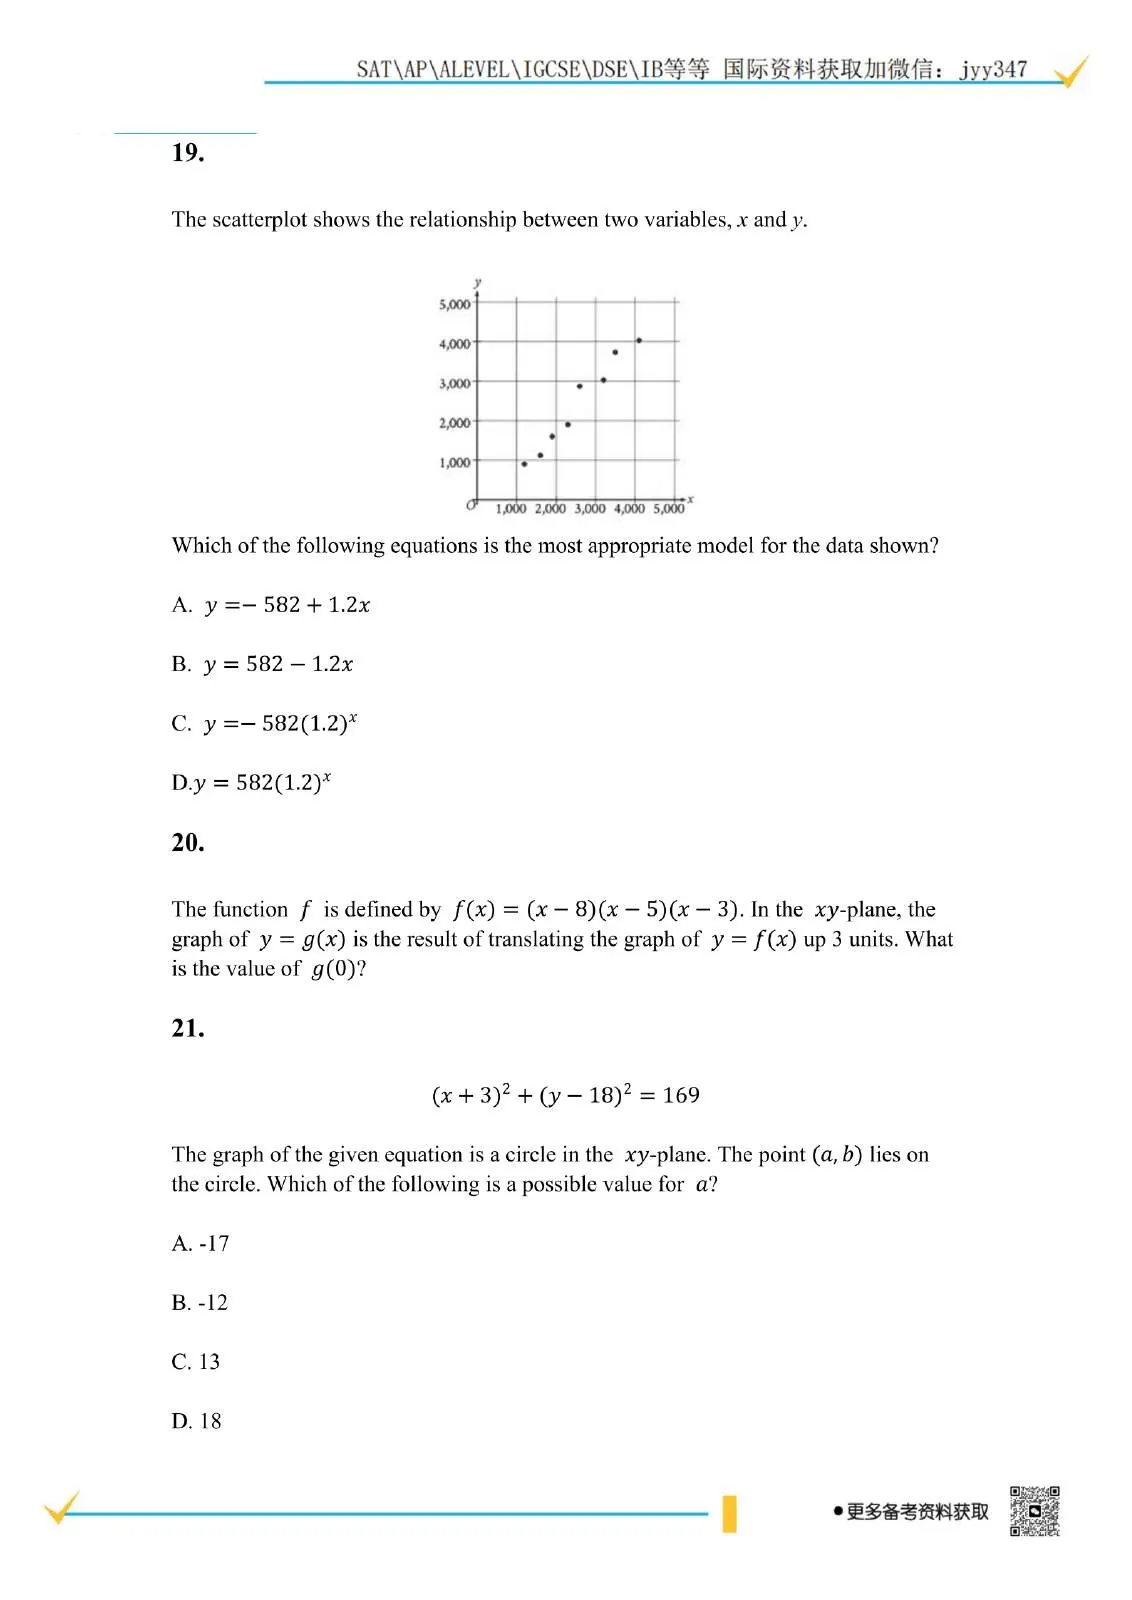 SAT\AP\ALEVEL\IGCSE\DSE\IB等等 国际资料获取加微信：jyy347
19.
The scatterplot shows the relationship between two variables, x and y.
y
5,000
4,000
3,000
2,000
1,000
O 1,000 2,000 3,000 4,000 5,000 x
Which of the following equations is the most appropriate model for the data shown?
A. y =− 582 + 1.2x
B. y = 582 − 1.2x
C. y =− 582(1.2)ˣ
D.y = 582(1.2)ˣ
20.
The function f is defined by f(x) = (x − 8)(x − 5)(x − 3). In the xy-plane, the
graph of y = g(x) is the result of translating the graph of y = f(x) up 3 units. What
is the value of g(0)?
21.
(x + 3)² + (y − 18)² = 169
The graph of the given equation is a circle in the xy-plane. The point (a, b) lies on
the circle. Which of the following is a possible value for a?
A. -17
B. -12
C. 13
D. 18
●更多备考资料获取